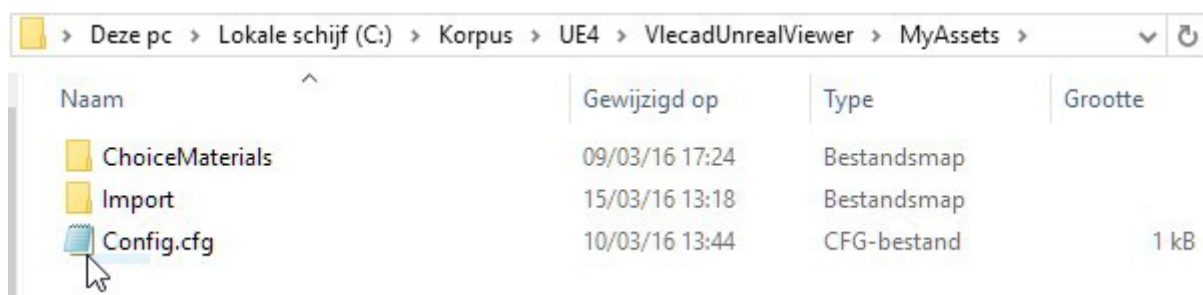 Deze pc > Lokale schijf (C:) > Korpus > UE4 > VlecadUnrealViewer > MyAssets >
Naam Gewijzigd op Type Grootte
ChoiceMaterials 09/03/16 17:24 Bestandsmap
Import 15/03/16 13:18 Bestandsmap
Config.cfg 10/03/16 13:44 CFG-bestand 1 kB